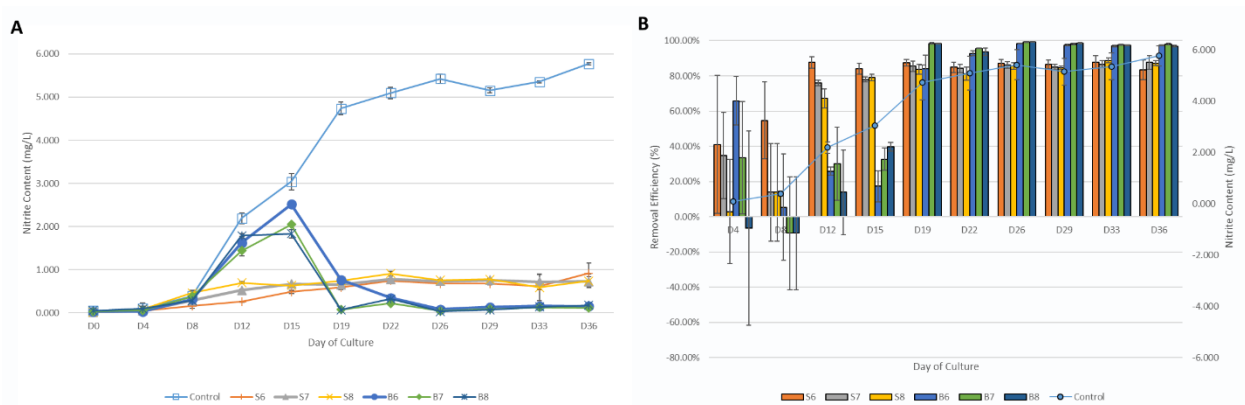 A
6.000
5.000
4.000
3.000
2.000
1.000
0.000
Nitrite Content (mg/L)
D0 D4 D8 D12 D15 D19 D22 D26 D29 D33 D36
Day of Culture
Control S6 S7 S8 B6 B7 B8
B
100.00%
80.00%
60.00%
40.00%
20.00%
0.00%
-20.00%
-40.00%
-60.00%
-80.00%
Removal Efficiency (%)
D4 D8 D12 D15 D19 D22 D26 D29 D33 D36
6.000
4.000
2.000
0.000
-2.000
-4.000
-6.000
Nitrite Content (mg/L)
Day of Culture
S6 S7 S8 B6 B7 B8 Control